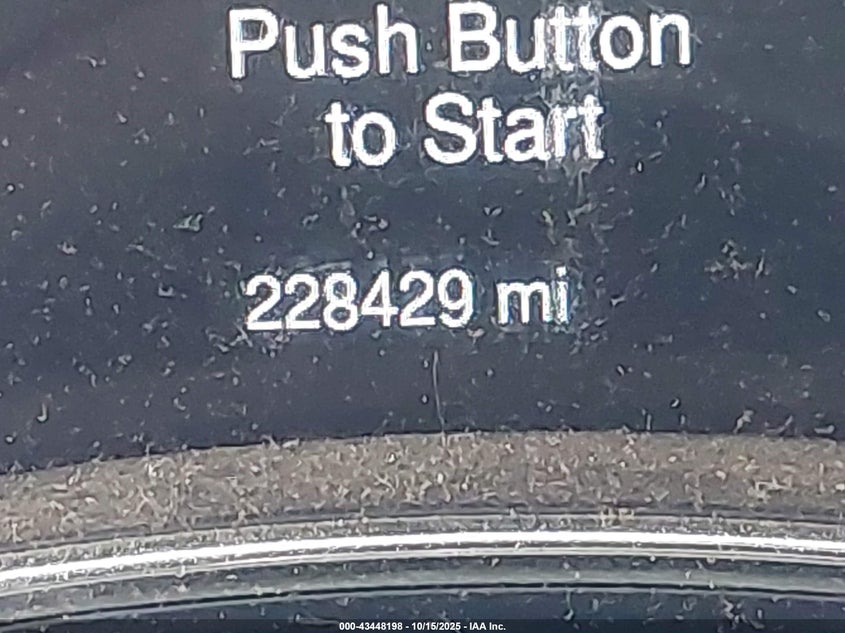 Push Button
to Start
228429 mi
000-43448198 - 10/15/2025 - IAA Inc.